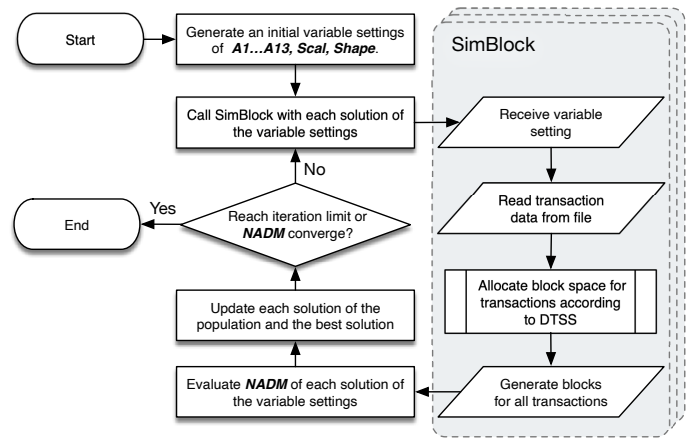 Start
Generate an initial variable settings
of A1...A13, Scal, Shape.
Call SimBlock with each solution of
the variable settings
No
Reach iteration limit or
NADM converge?
Yes
End
Update each solution of the
population and the best solution
Evaluate NADM of each solution of
the variable settings
SimBlock
Receive variable
setting
Read transaction
data from file
Allocate block space for
transactions according
to DTSS
Generate blocks
for all transactions